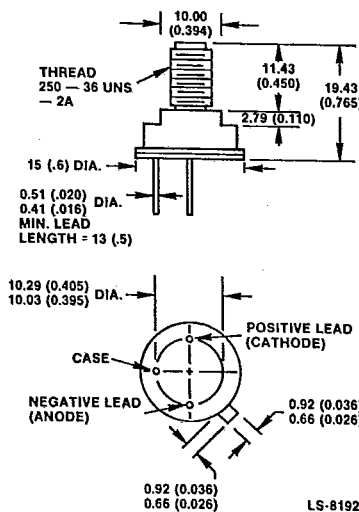 10.00
(0.394)
THREAD
250 — 36 UNS
— 2A
11.43
(0.450)
19.43
(0.765)
2.79 (0.110)
15 (.6) DIA.
0.51 (.020)
0.41 (.016) DIA.
MIN. LEAD
LENGTH = 13 (.5)
10.29 (0.405)
10.03 (0.395) DIA.
POSITIVE LEAD
(CATHODE)
CASE
NEGATIVE LEAD
(ANODE)
0.92 (0.036)
0.66 (0.026)
0.92 (0.036)
0.66 (0.026)
LS-8192